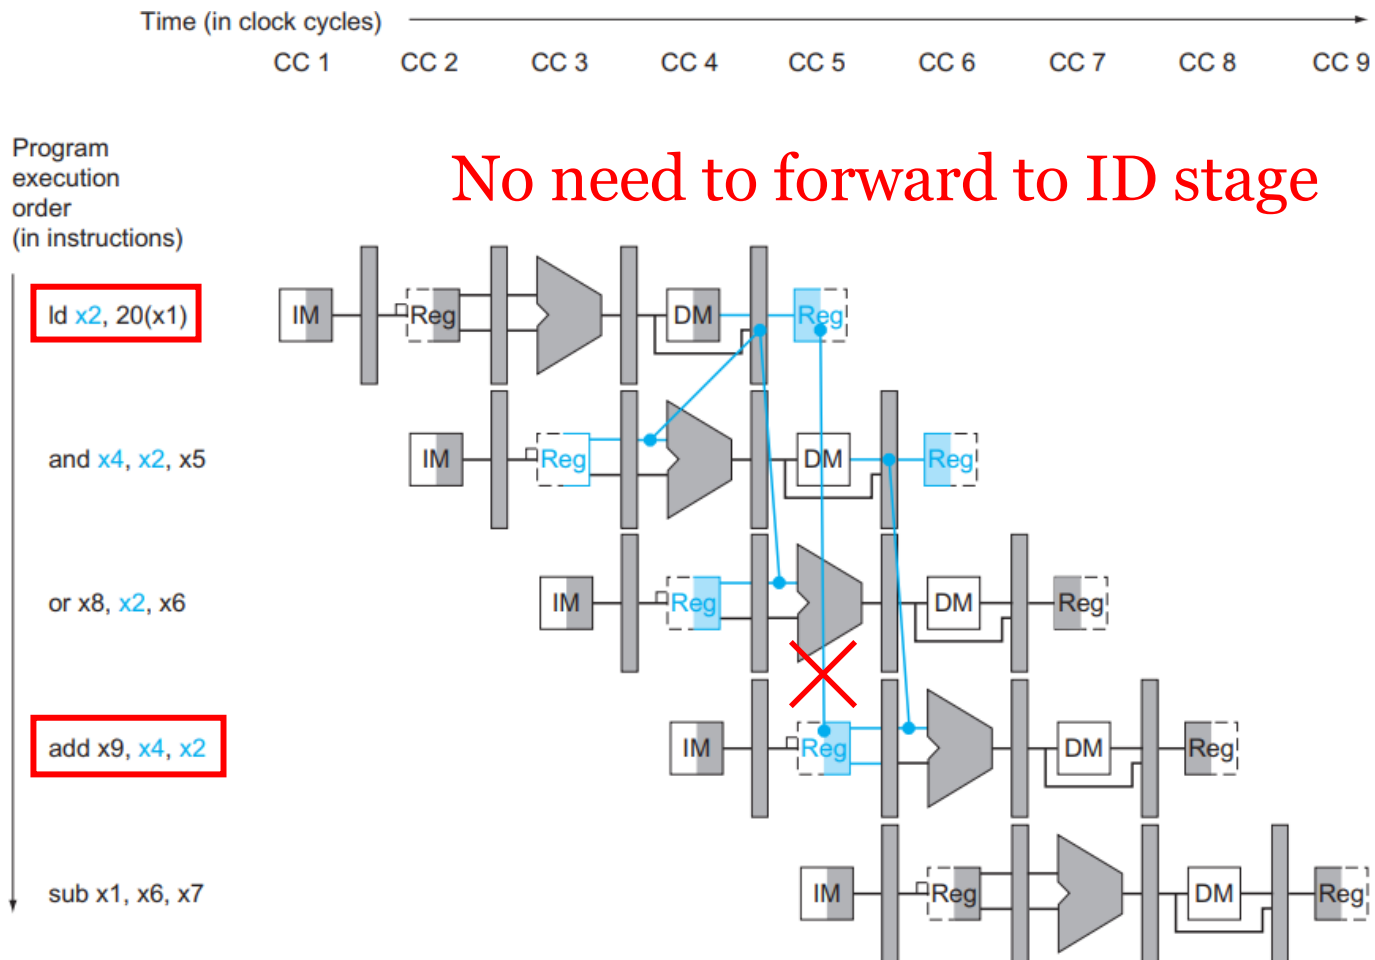 Time (in clock cycles)
CC 1 CC 2 CC 3 CC 4 CC 5 CC 6 CC 7 CC 8 CC 9
Program
execution
order
(in instructions)
No need to forward to ID stage
ld x2, 20(x1) IM Reg DM Reg
and x4, x2, x5 IM Reg DM Reg
or x8, x2, x6 IM Reg DM Reg
add x9, x4, x2 IM Reg DM Reg
sub x1, x6, x7 IM Reg DM Reg